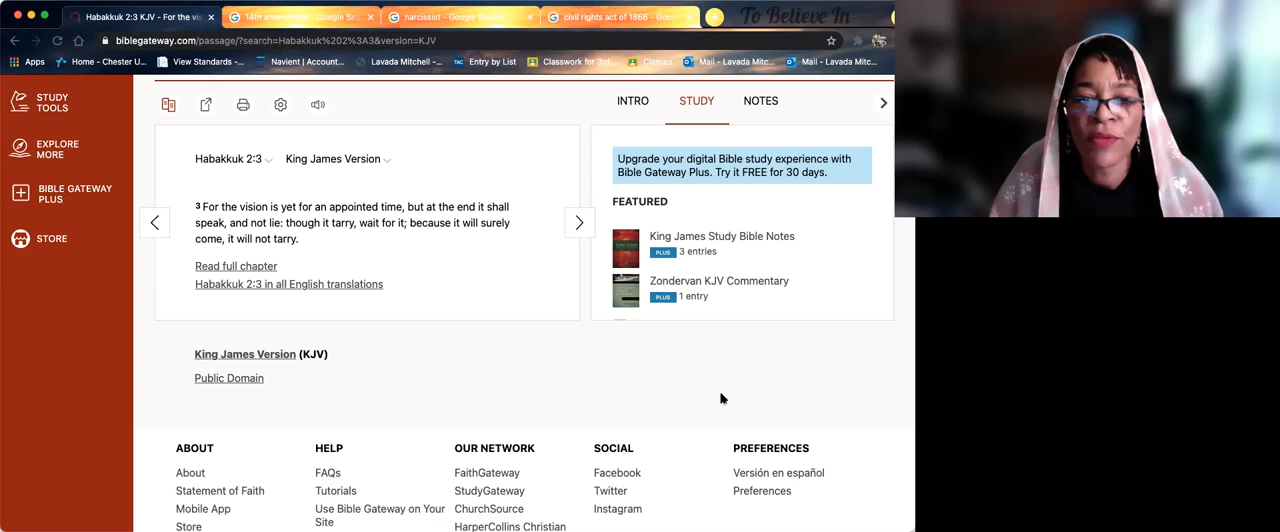 Habakkuk 2:3 KJV - For the vi
14th amendment - Google Se
narcissist - Google Search
civil rights act of 1866 - Goo
To Believe In
biblegateway.com/passage/?search=Habakkuk%202%3A3&version=KJV
Apps Home - Chester U... View Standards -... Navient | Account... Lavada Mitchell -... Entry by List Classwork for 3rd... Classes Mail - Lavada Mitc... Mail - Lavada Mitc...
STUDY
TOOLS
EXPLORE
MORE
BIBLE GATEWAY
PLUS
STORE
INTRO STUDY NOTES
Habakkuk 2:3 King James Version
3 For the vision is yet for an appointed time, but at the end it shall
speak, and not lie: though it tarry, wait for it; because it will surely
come, it will not tarry.
Read full chapter
Habakkuk 2:3 in all English translations
Upgrade your digital Bible study experience with
Bible Gateway Plus. Try it FREE for 30 days.
FEATURED
King James Study Bible Notes
PLUS 3 entries
Zondervan KJV Commentary
PLUS 1 entry
King James Version (KJV)
Public Domain
ABOUT
About
Statement of Faith
Mobile App
Store
HELP
FAQs
Tutorials
Use Bible Gateway on Your
Site
OUR NETWORK
FaithGateway
StudyGateway
ChurchSource
HarperCollins Christian
SOCIAL
Facebook
Twitter
Instagram
PREFERENCES
Versión en español
Preferences